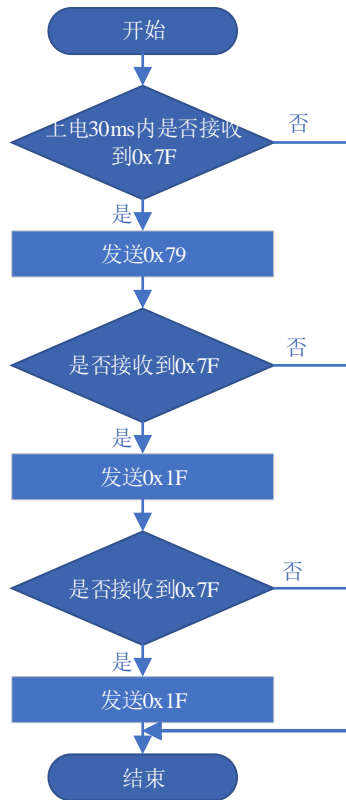 开始
上电30ms内是否接收
到0x7F
否
是
发送0x79
是否接收到0x7F
否
是
发送0x1F
是否接收到0x7F
否
是
发送0x1F
结束